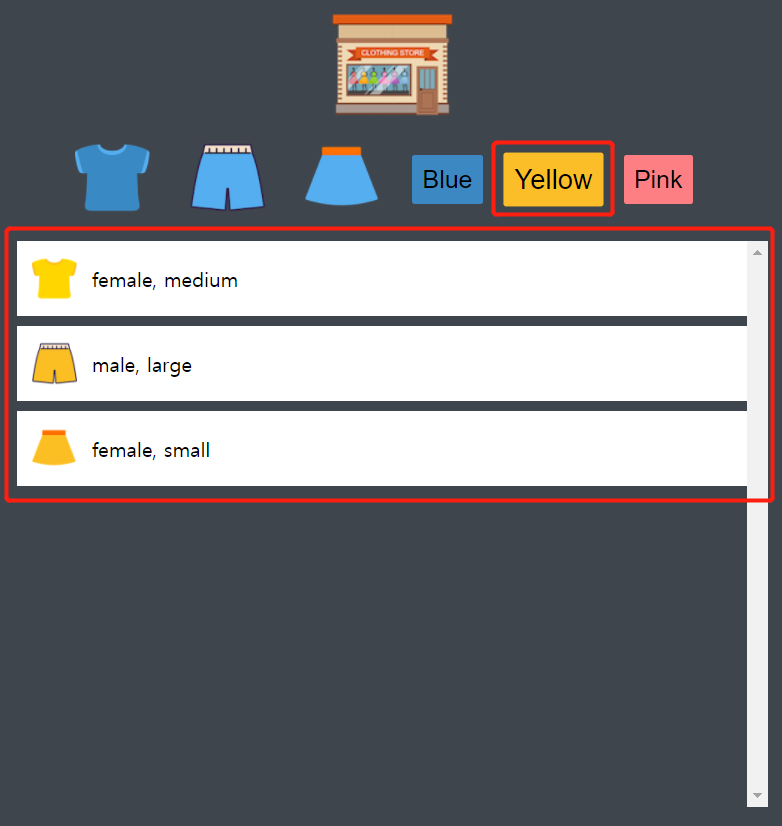 CLOTHING STORE
Blue
Yellow
Pink
female, medium
male, large
female, small